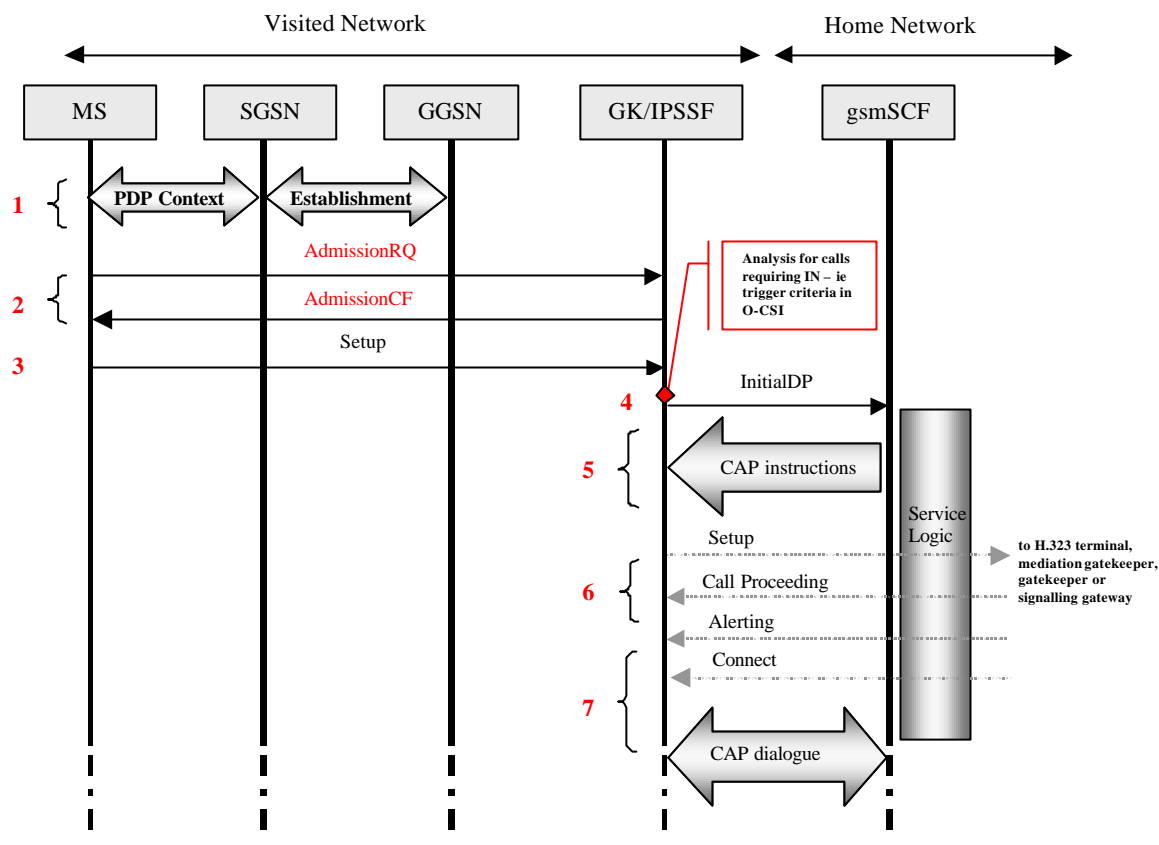 Visited Network
Home Network
MS
SGSN
GGSN
GK/IPSSF
gsmSCF
1
PDP Context
Establishment
AdmissionRQ
Analysis for calls
requiring IN – ie
trigger criteria in
O-CSI
2
AdmissionCF
Setup
3
InitialDP
4
5
CAP instructions
Service
Logic
Setup
to H.323 terminal,
mediation gatekeeper,
gatekeeper or
signalling gateway
6
Call Proceeding
Alerting
Connect
7
CAP dialogue